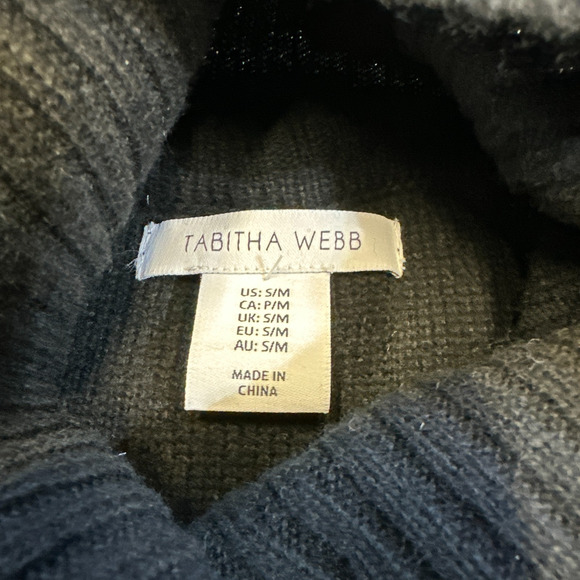 TABITHA WEBB
US: S/M
CA: P/M
UK: S/M
EU: S/M
AU: S/M
MADE IN
CHINA